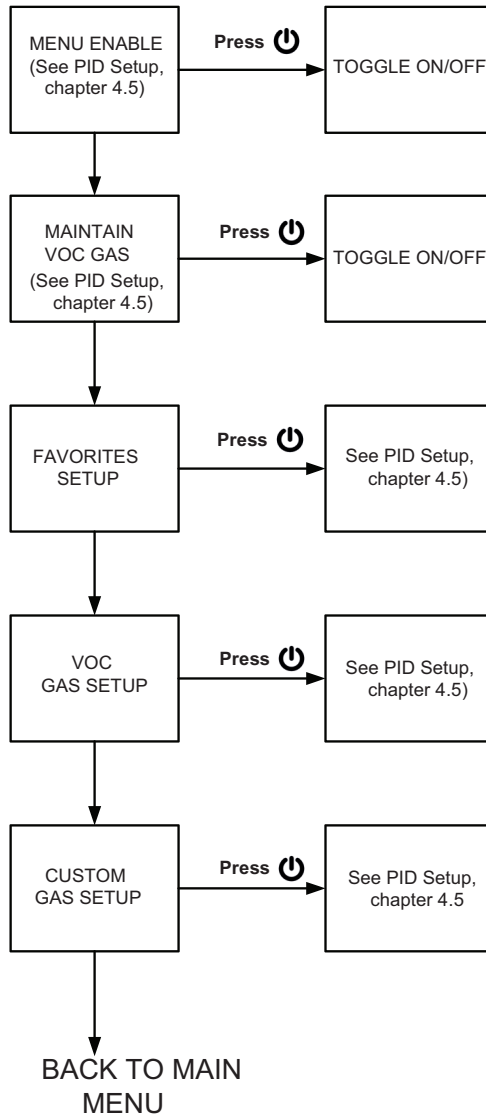 MENU ENABLE
(See PID Setup,
chapter 4.5)
Press
TOGGLE ON/OFF
MAINTAIN
VOC GAS
(See PID Setup,
chapter 4.5)
Press
TOGGLE ON/OFF
FAVORITES
SETUP
Press
See PID Setup,
chapter 4.5)
VOC
GAS SETUP
Press
See PID Setup,
chapter 4.5)
CUSTOM
GAS SETUP
Press
See PID Setup,
chapter 4.5
BACK TO MAIN
MENU